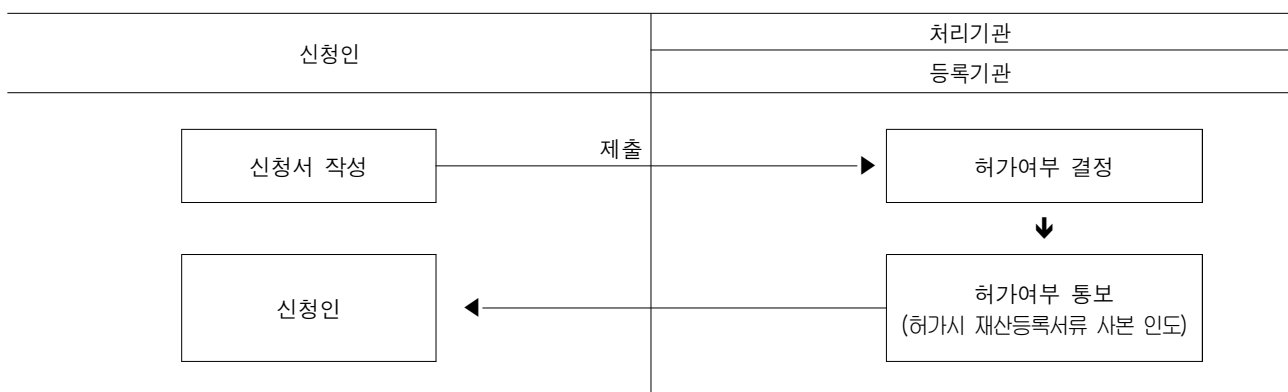 신청인
처리기관
등록기관
신청서 작성
제출
허가여부 결정
신청인
허가여부 통보
(허가시 재산등록서류 사본 인도)